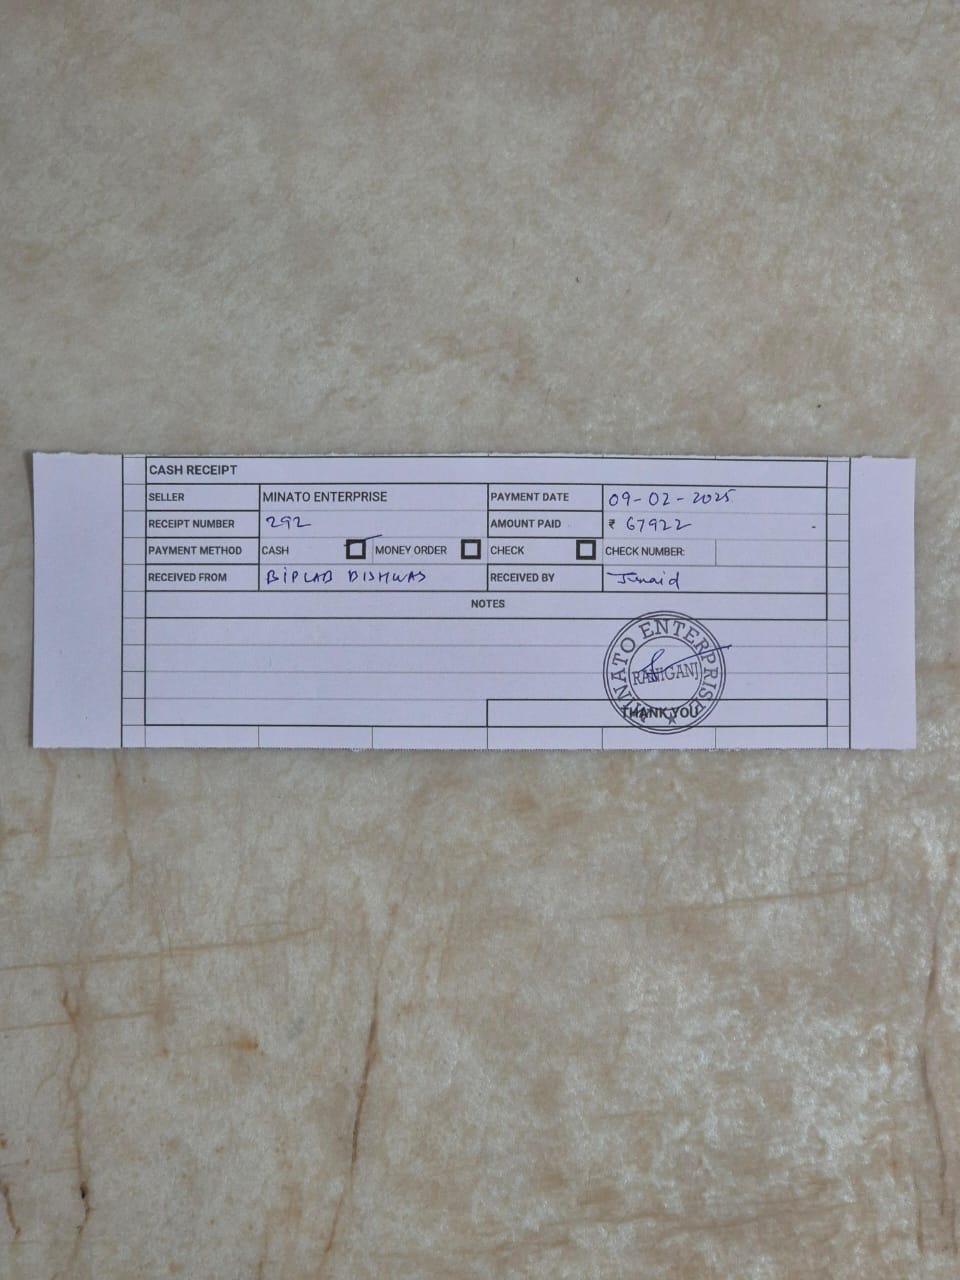 CASH RECEIPT
SELLER MINATO ENTERPRISE PAYMENT DATE 09-02-2025
RECEIPT NUMBER 292 AMOUNT PAID ₹ 67922
PAYMENT METHOD CASH MONEY ORDER CHECK CHECK NUMBER:
RECEIVED FROM BIPLAB BISHWAS RECEIVED BY Junaid
NOTES
MINATO ENTERPRISE
RANIGANJ
THANK YOU